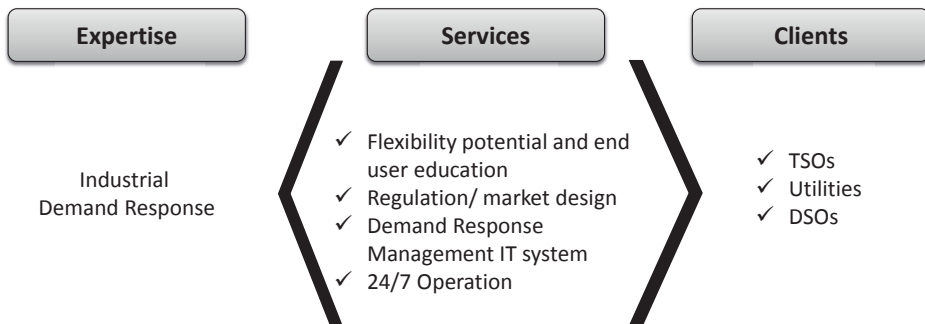 Expertise
Services
Clients
Industrial
Demand Response
✓ Flexibility potential and end
user education
✓ Regulation/ market design
✓ Demand Response
Management IT system
✓ 24/7 Operation
✓ TSOs
✓ Utilities
✓ DSOs